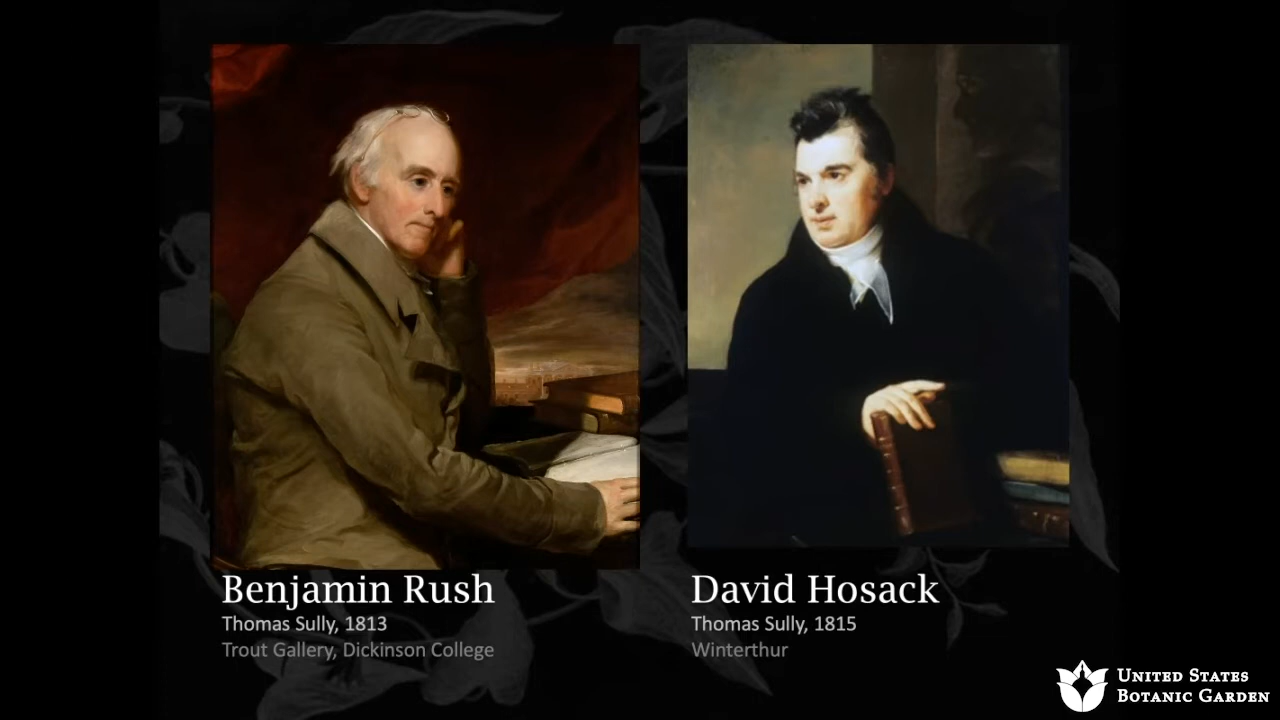 Benjamin Rush
Thomas Sully, 1813
Trout Gallery, Dickinson College
David Hosack
Thomas Sully, 1815
Winterthur
United States
Botanic Garden